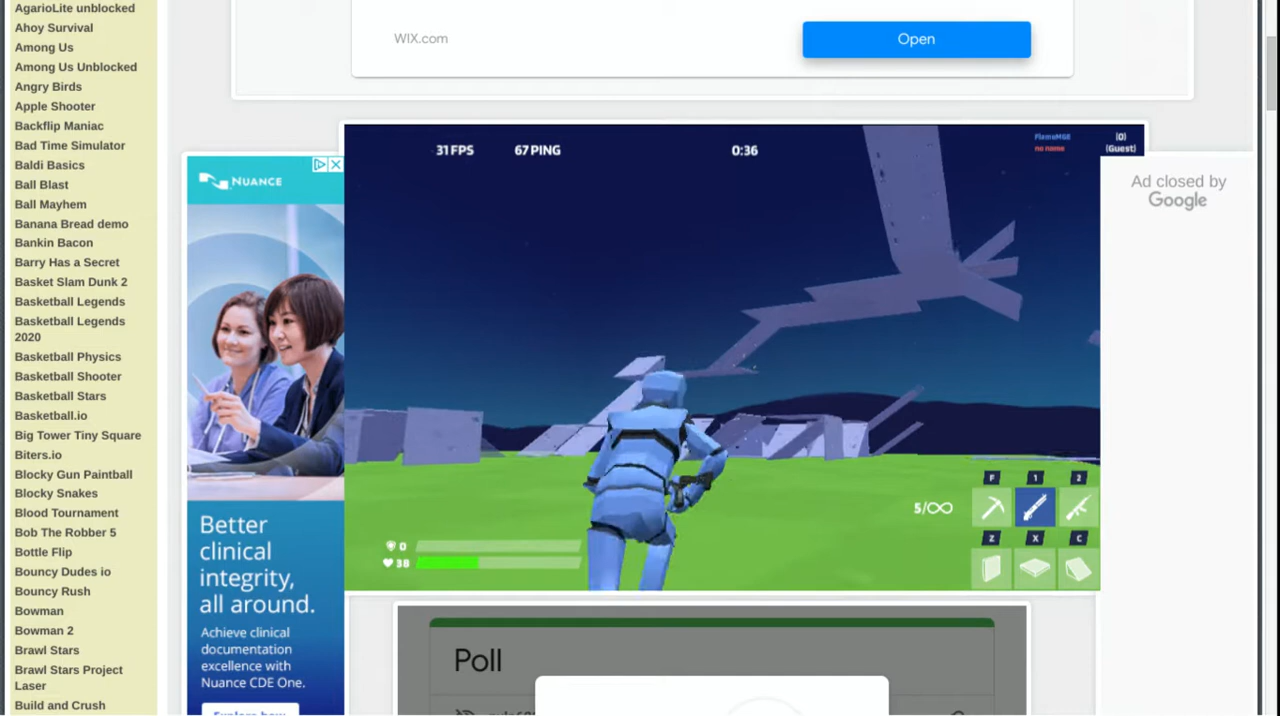 AgarioLite unblocked
Ahoy Survival
Among Us
Among Us Unblocked
Angry Birds
Apple Shooter
Backflip Maniac
Bad Time Simulator
Baldi Basics
Ball Blast
Ball Mayhem
Banana Bread demo
Bankin Bacon
Barry Has a Secret
Basket Slam Dunk 2
Basketball Legends
Basketball Legends
2020
Basketball Physics
Basketball Shooter
Basketball Stars
Basketball.io
Big Tower Tiny Square
Biters.io
Blocky Gun Paintball
Blocky Snakes
Blood Tournament
Bob The Robber 5
Bottle Flip
Bouncy Dudes io
Bouncy Rush
Bowman
Bowman 2
Brawl Stars
Brawl Stars Project
Laser
Build and Crush
WIX.com
Open
NUANCE
Better
clinical
integrity,
all around.
Achieve clinical
documentation
excellence with
Nuance CDE One.
Explore how
31 FPS 67 PING 0:36
FlameMGE (0)
no name (Guest)
5/∞
F 1 2
Z X C
0
38
Poll
Ad closed by
Google